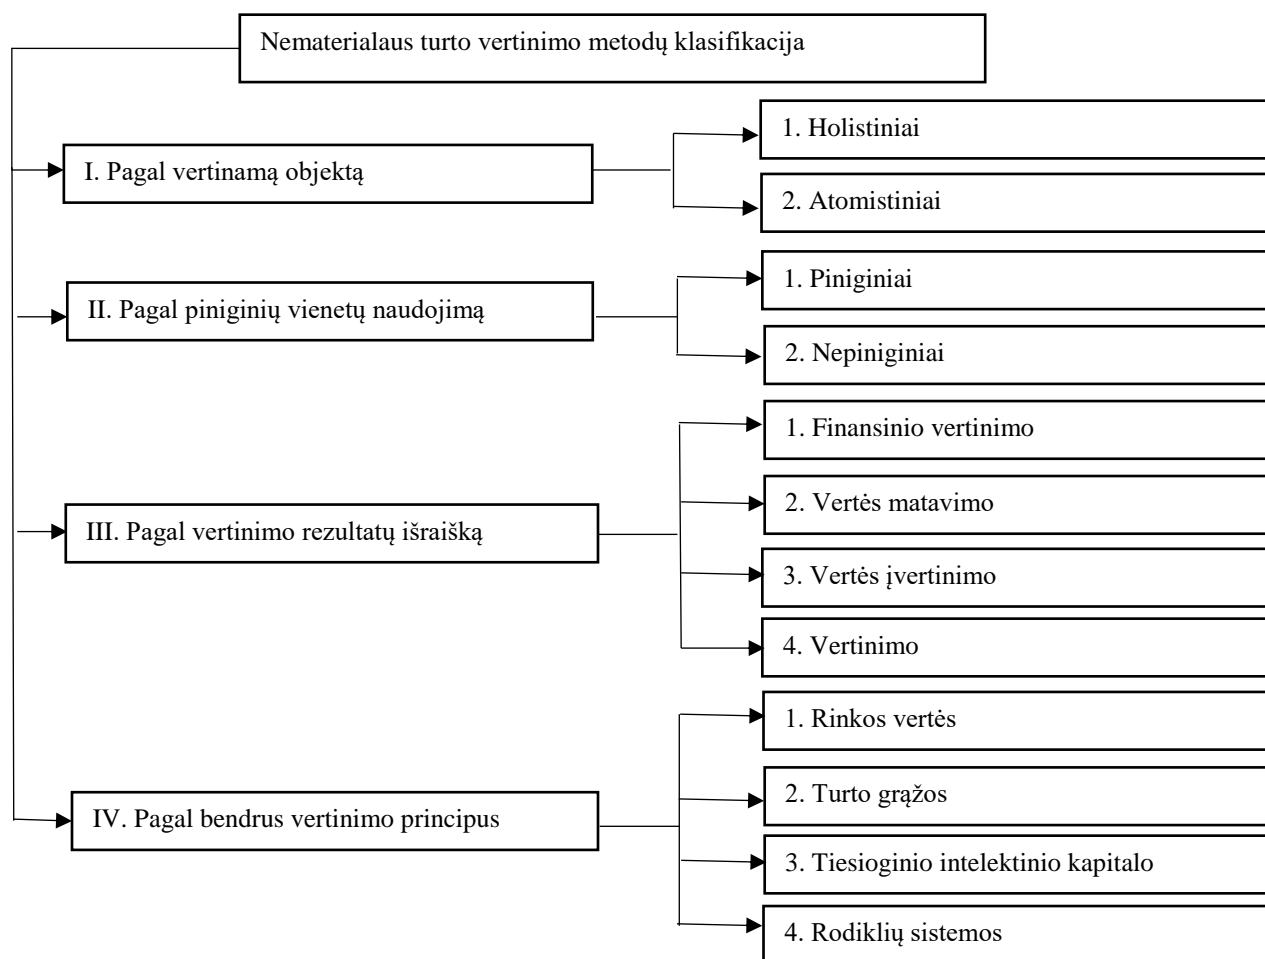 Nematerialaus turto vertinimo metodų klasifikacija
I. Pagal vertinamą objektą
1. Holistiniai
2. Atomistiniai
II. Pagal piniginių vienetų naudojimą
1. Piniginiai
2. Nepiniginiai
III. Pagal vertinimo rezultatų išraišką
1. Finansinio vertinimo
2. Vertės matavimo
3. Vertės įvertinimo
4. Vertinimo
IV. Pagal bendrus vertinimo principus
1. Rinkos vertės
2. Turto grąžos
3. Tiesioginio intelektinio kapitalo
4. Rodiklių sistemos